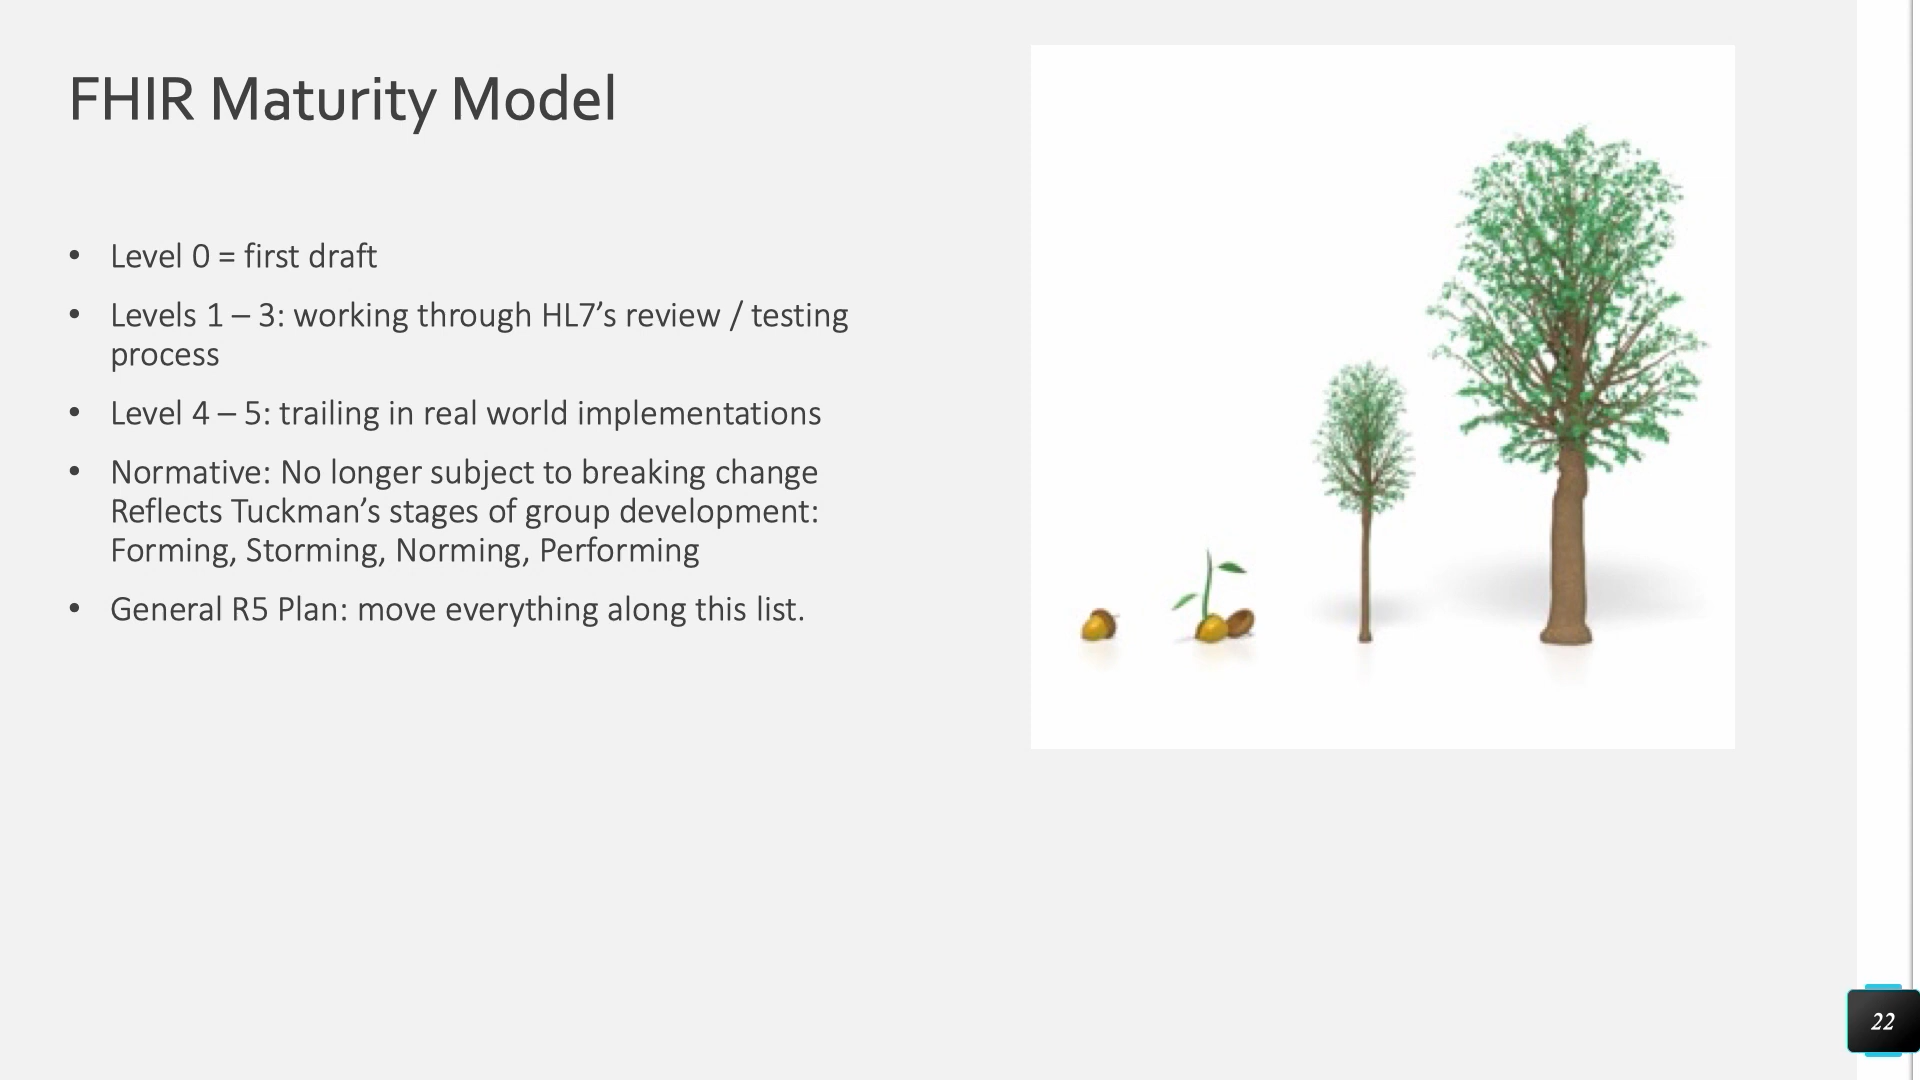 FHIR Maturity Model
• Level 0 = first draft
• Levels 1 – 3: working through HL7’s review / testing
process
• Level 4 – 5: trailing in real world implementations
• Normative: No longer subject to breaking change
Reflects Tuckman’s stages of group development:
Forming, Storming, Norming, Performing
• General R5 Plan: move everything along this list.
22